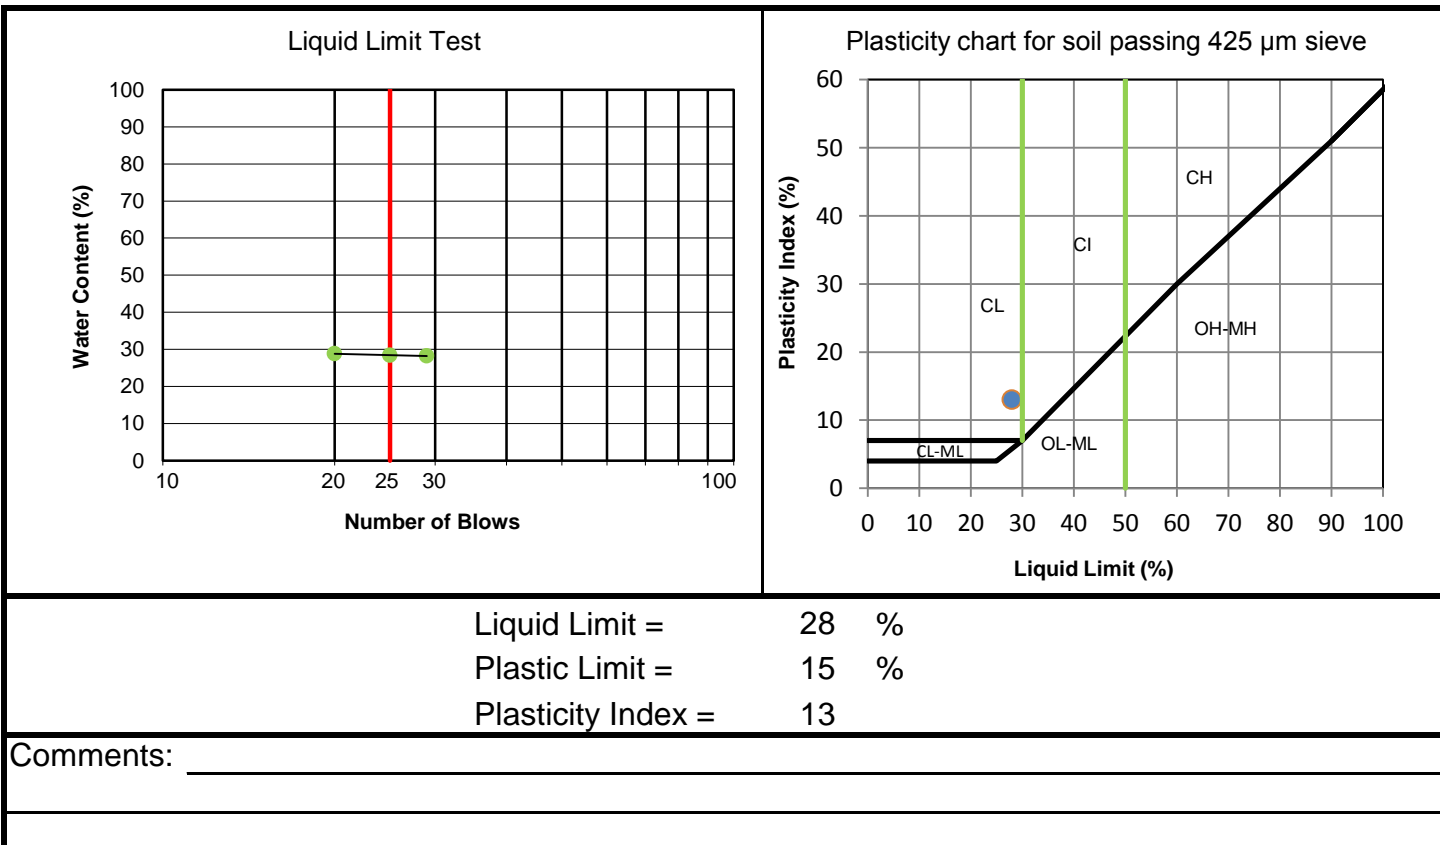 Liquid Limit Test
100
90
80
70
60
50
40
30
20
10
0
Water Content (%)
10 20 25 30 100
Number of Blows
Plasticity chart for soil passing 425 µm sieve
60
50
40
30
20
10
0
Plasticity Index (%)
CH
CI
CL
OH-MH
CL-ML
OL-ML
0 10 20 30 40 50 60 70 80 90 100
Liquid Limit (%)
Liquid Limit = 28 %
Plastic Limit = 15 %
Plasticity Index = 13
Comments: